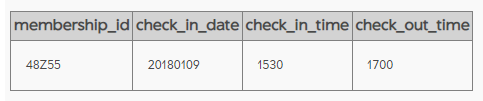 membership_id check_in_date check_in_time check_out_time
48Z55 20180109 1530 1700